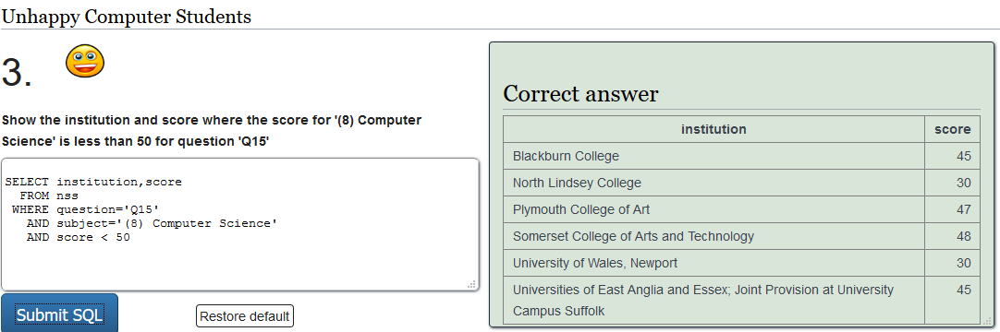 Unhappy Computer Students
3.
Show the institution and score where the score for '(8) Computer
Science' is less than 50 for question 'Q15'
SELECT institution,score
FROM nss
WHERE question='Q15'
AND subject='(8) Computer Science'
AND score < 50
Submit SQL
Restore default
Correct answer
institution score
Blackburn College 45
North Lindsey College 30
Plymouth College of Art 47
Somerset College of Arts and Technology 48
University of Wales, Newport 30
Universities of East Anglia and Essex; Joint Provision at University 45
Campus Suffolk